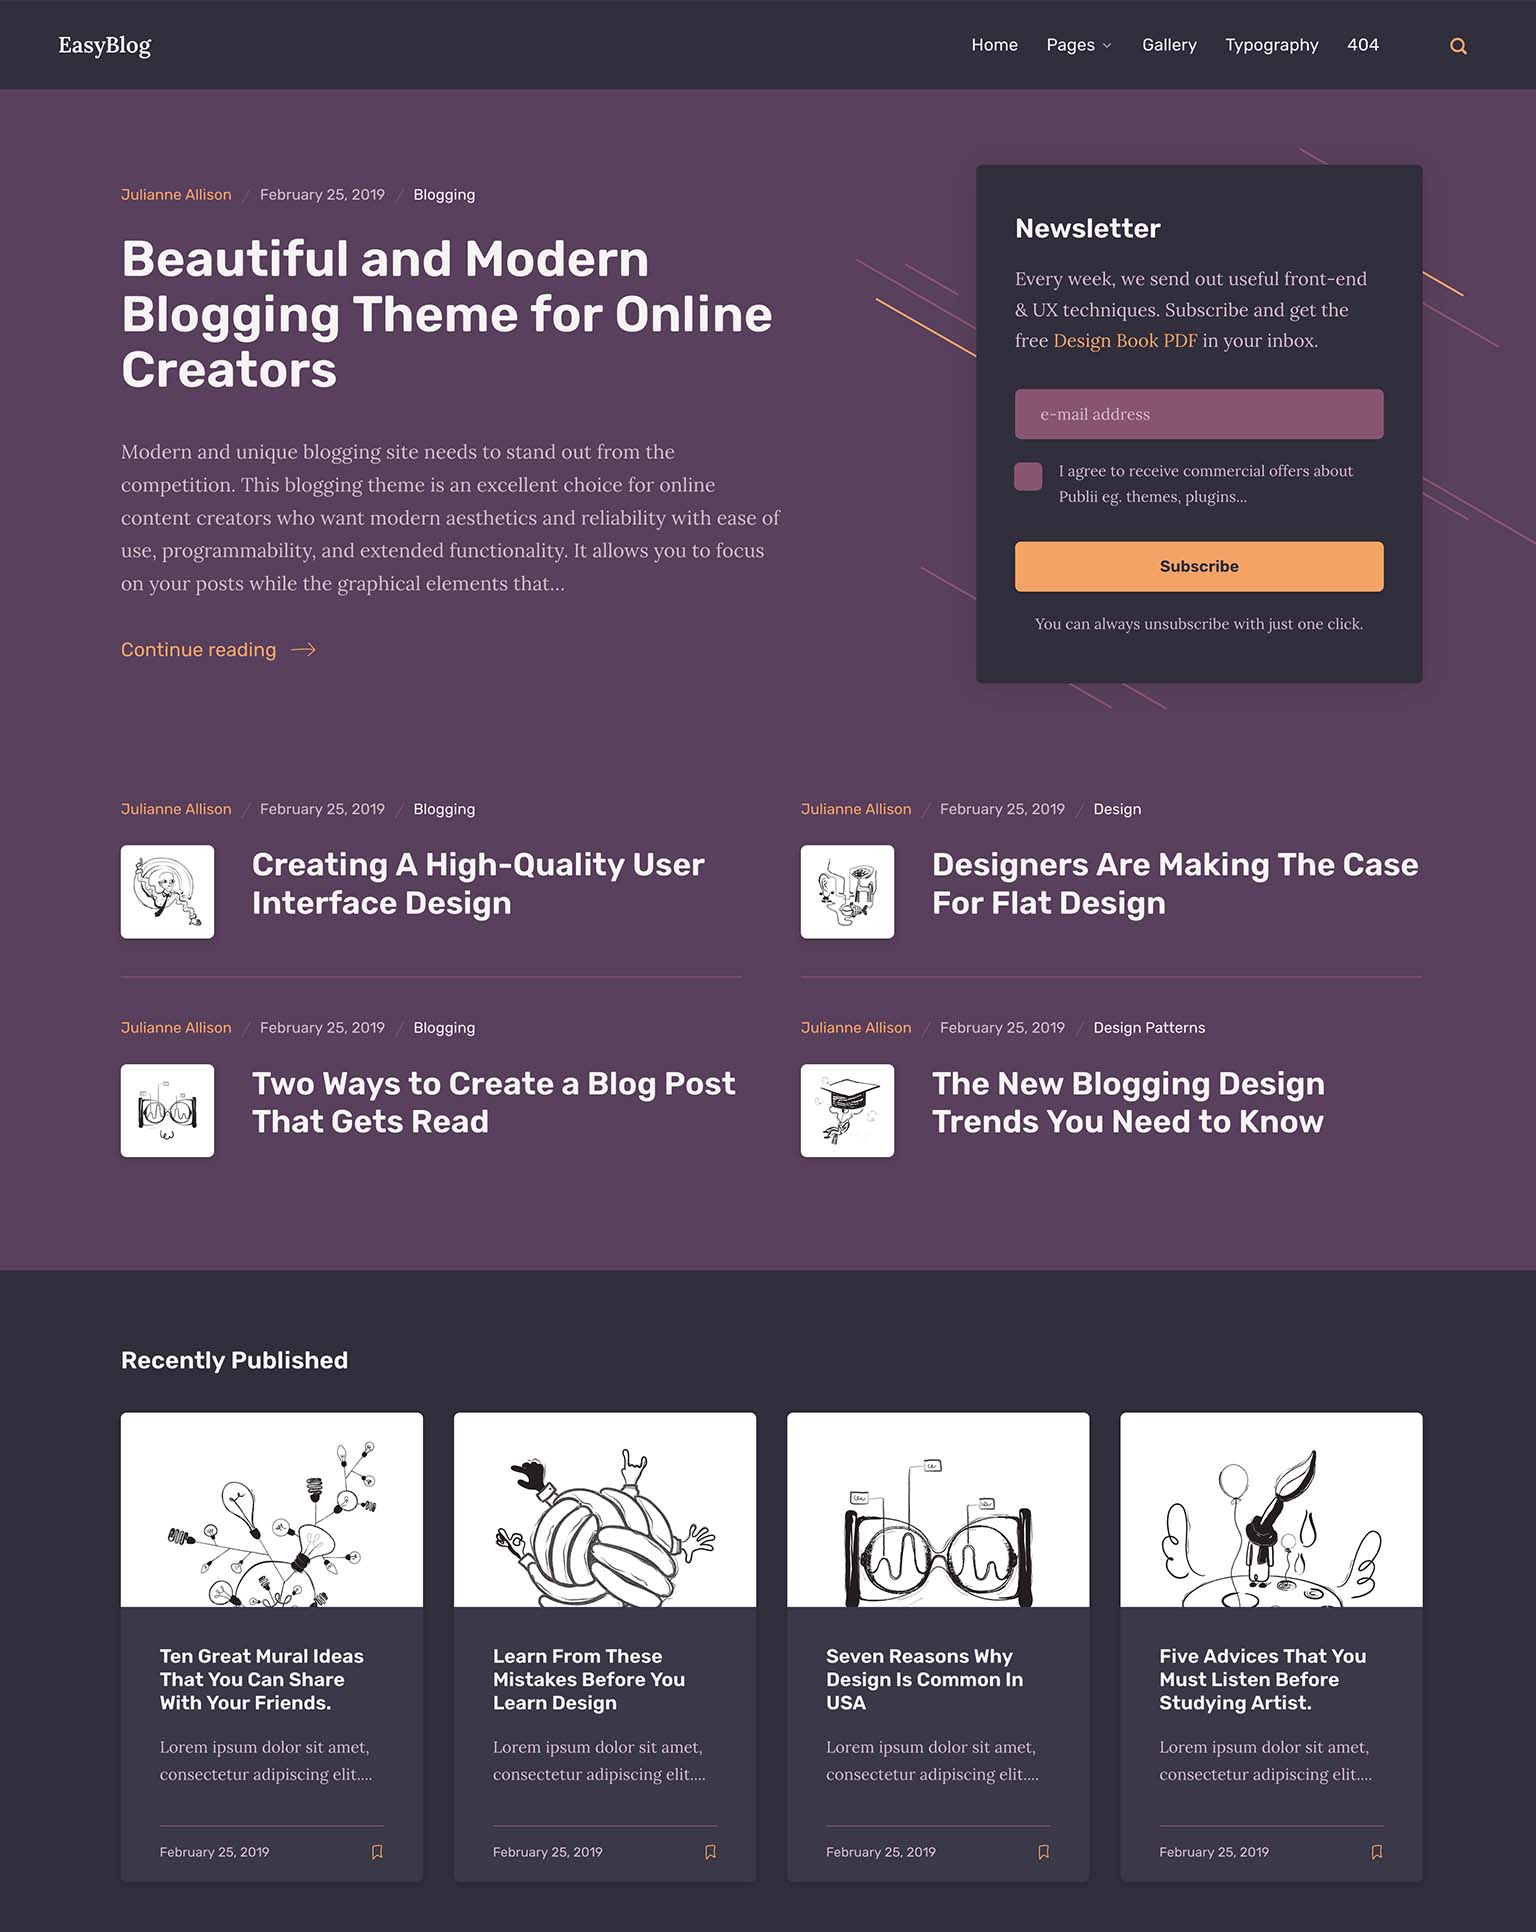 EasyBlog
Home Pages Gallery Typography 404
Julianne Allison / February 25, 2019 / Blogging
Beautiful and Modern
Blogging Theme for Online
Creators
Modern and unique blogging site needs to stand out from the
competition. This blogging theme is an excellent choice for online
content creators who want modern aesthetics and reliability with ease of
use, programmability, and extended functionality. It allows you to focus
on your posts while the graphical elements that...
Continue reading
Newsletter
Every week, we send out useful front-end
& UX techniques. Subscribe and get the
free Design Book PDF in your inbox.
e-mail address
I agree to receive commercial offers about
Publii eg. themes, plugins...
Subscribe
You can always unsubscribe with just one click.
Julianne Allison / February 25, 2019 / Blogging
Creating A High-Quality User
Interface Design
Julianne Allison / February 25, 2019 / Design
Designers Are Making The Case
For Flat Design
Julianne Allison / February 25, 2019 / Blogging
Two Ways to Create a Blog Post
That Gets Read
Julianne Allison / February 25, 2019 / Design Patterns
The New Blogging Design
Trends You Need to Know
Recently Published
Ten Great Mural Ideas
That You Can Share
With Your Friends.
Lorem ipsum dolor sit amet,
consectetur adipiscing elit....
February 25, 2019
Learn From These
Mistakes Before You
Learn Design
Lorem ipsum dolor sit amet,
consectetur adipiscing elit....
February 25, 2019
Seven Reasons Why
Design Is Common In
USA
Lorem ipsum dolor sit amet,
consectetur adipiscing elit....
February 25, 2019
Five Advices That You
Must Listen Before
Studying Artist.
Lorem ipsum dolor sit amet,
consectetur adipiscing elit....
February 25, 2019